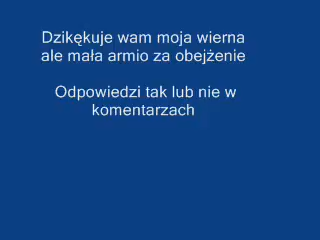 Dzikękuje wam moja wierna
ale mała armio za obejżenie
Odpowiedzi tak lub nie w
komentarzach